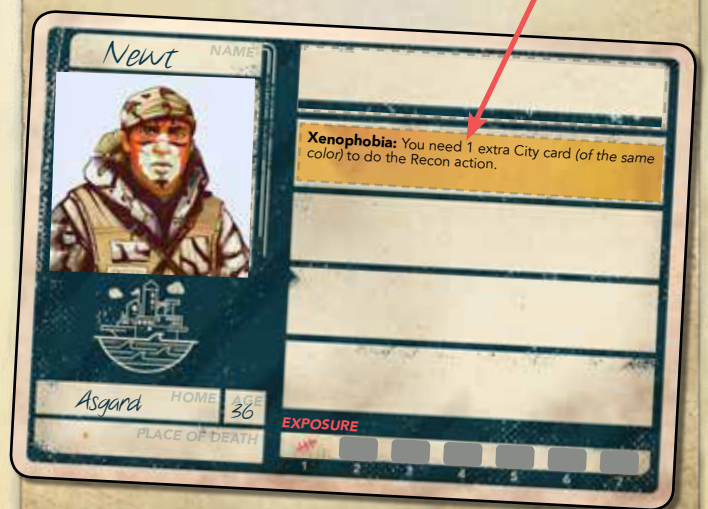 Newt NAME
Xenophobia: You need 1 extra City card (of the same
color) to do the Recon action.
Asgard HOME 36 AGE
PLACE OF DEATH
EXPOSURE
1 2 3 4 5 6 7